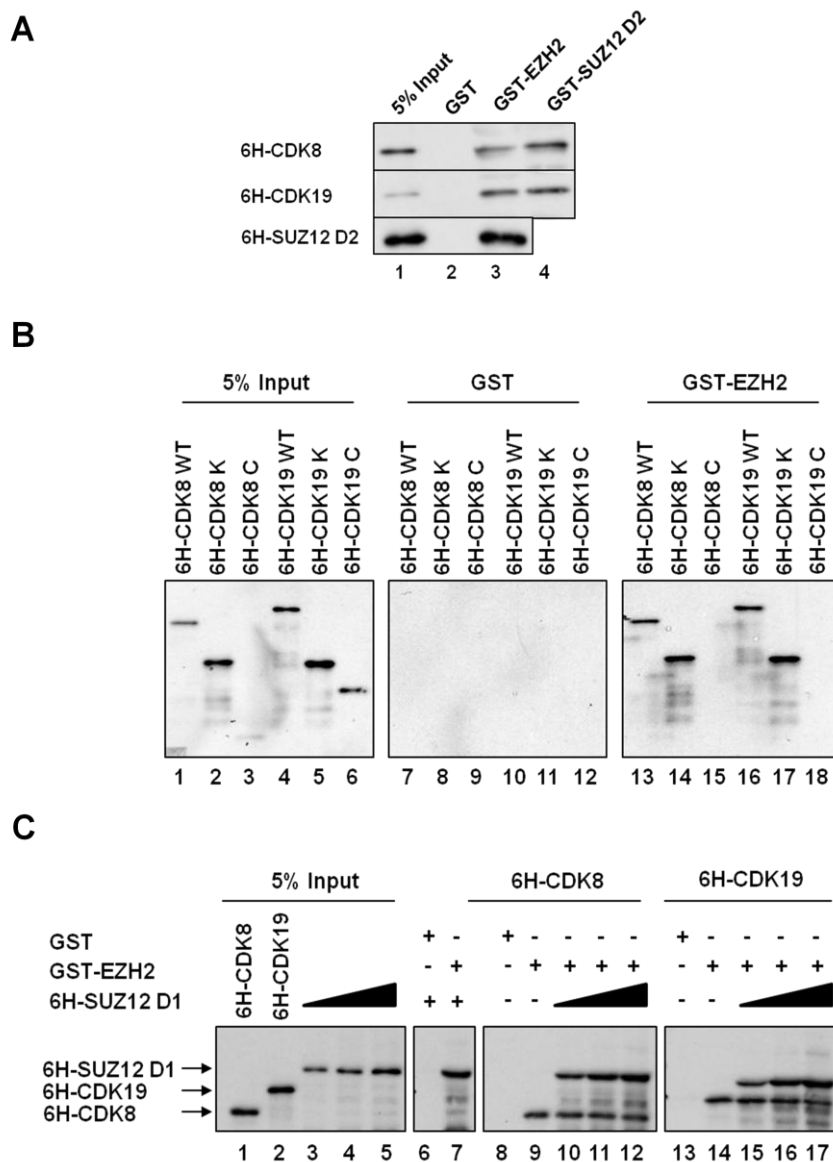 A
5% Input GST GST-EZH2 GST-SUZ12 D2
6H-CDK8
6H-CDK19
6H-SUZ12 D2
1 2 3 4
B
5% Input GST GST-EZH2
6H-CDK8 WT 6H-CDK8 K 6H-CDK8 C 6H-CDK19 WT 6H-CDK19 K 6H-CDK19 C 6H-CDK8 WT 6H-CDK8 K 6H-CDK8 C 6H-CDK19 WT 6H-CDK19 K 6H-CDK19 C 6H-CDK8 WT 6H-CDK8 K 6H-CDK8 C 6H-CDK19 WT 6H-CDK19 K 6H-CDK19 C
1 2 3 4 5 6 7 8 9 10 11 12 13 14 15 16 17 18
C
5% Input 6H-CDK8 6H-CDK19
6H-CDK8 6H-CDK19
GST + - + - - - - + - - - -
GST-EZH2 - + - + + + + - + + + +
6H-SUZ12 D1 + + - - - -
6H-SUZ12 D1
6H-CDK19
6H-CDK8
1 2 3 4 5 6 7 8 9 10 11 12 13 14 15 16 17